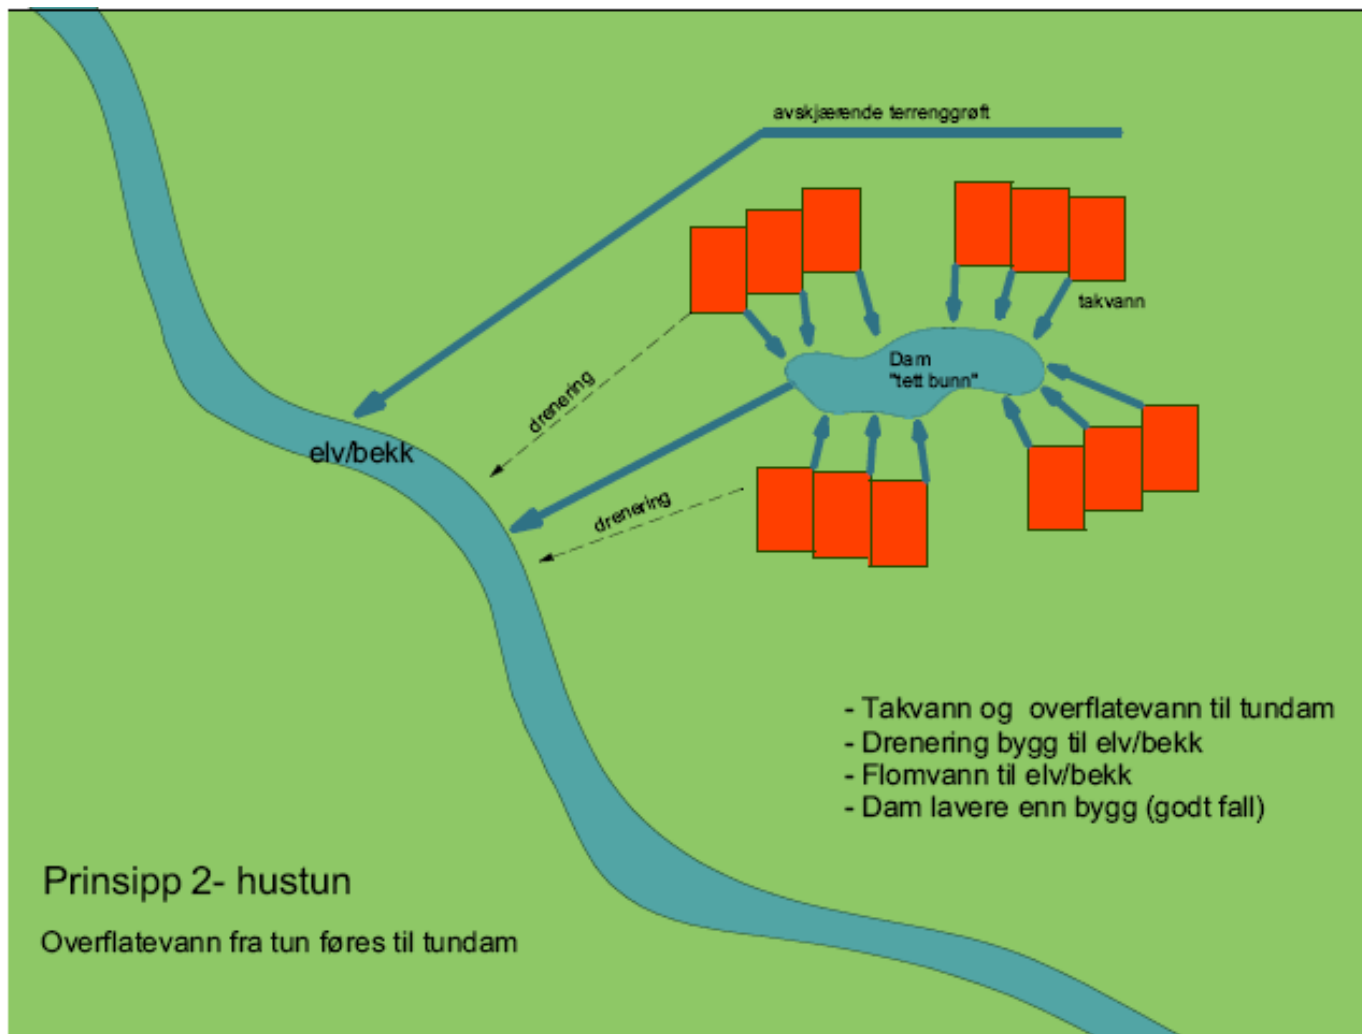 avskjærende terrenggrøft
takvann
Dam
"tett bunn"
drenering
elv/bekk
drenering
- Takvann og  overflatevann til tundam
- Drenering bygg til elv/bekk
- Flomvann til elv/bekk
- Dam lavere enn bygg (godt fall)
Prinsipp 2- hustun
Overflatevann fra tun føres til tundam